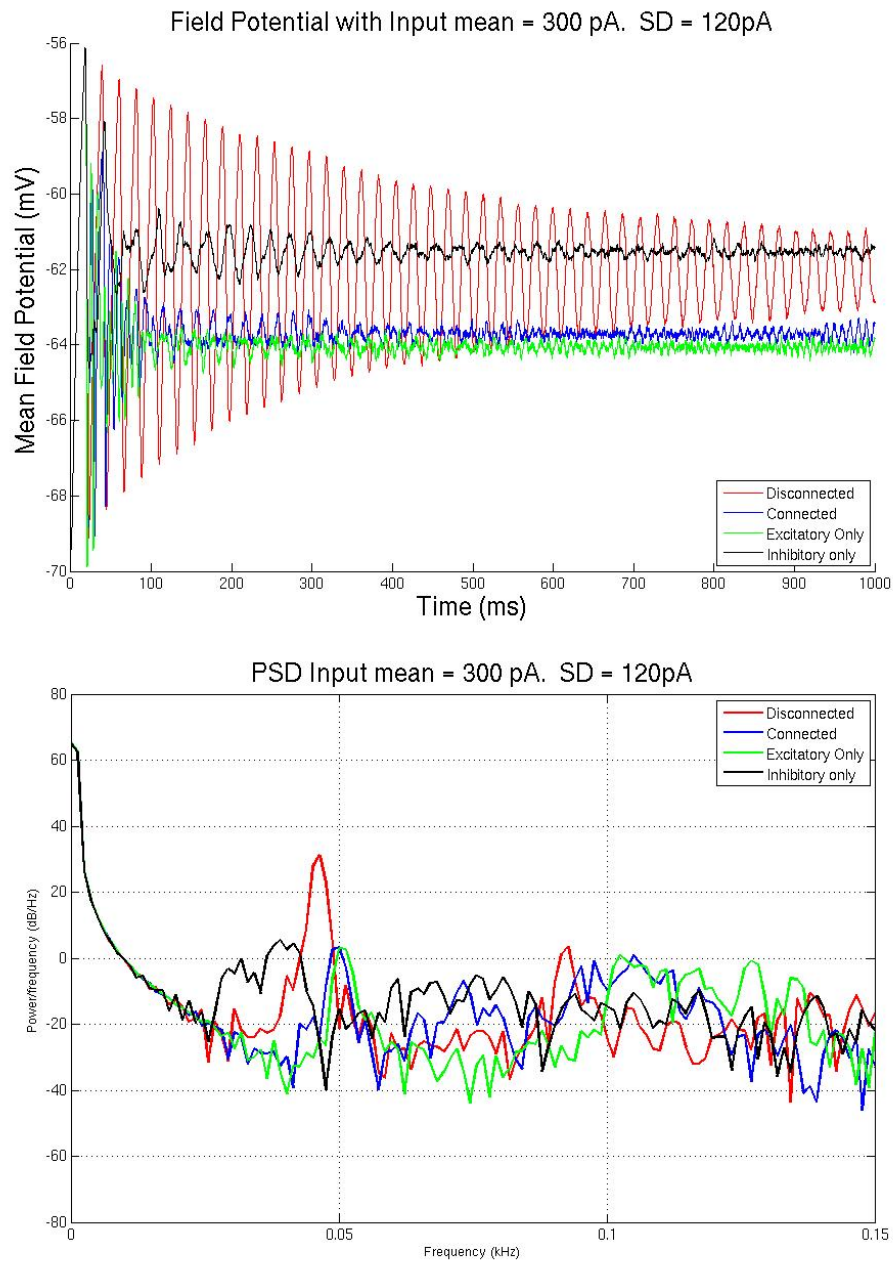 Field Potential with Input mean = 300 pA.  SD = 120pA
Mean Field Potential (mV)
-56
-58
-60
-62
-64
-66
-68
-70
Disconnected
Connected
Excitatory Only
Inhibitory only
0 100 200 300 400 500 600 700 800 900 1000
Time (ms)
PSD Input mean = 300 pA.  SD = 120pA
Power/frequency (dB/Hz)
80
60
40
20
0
-20
-40
-60
-80
Disconnected
Connected
Excitatory Only
Inhibitory only
0 0.05 0.1 0.15
Frequency (kHz)